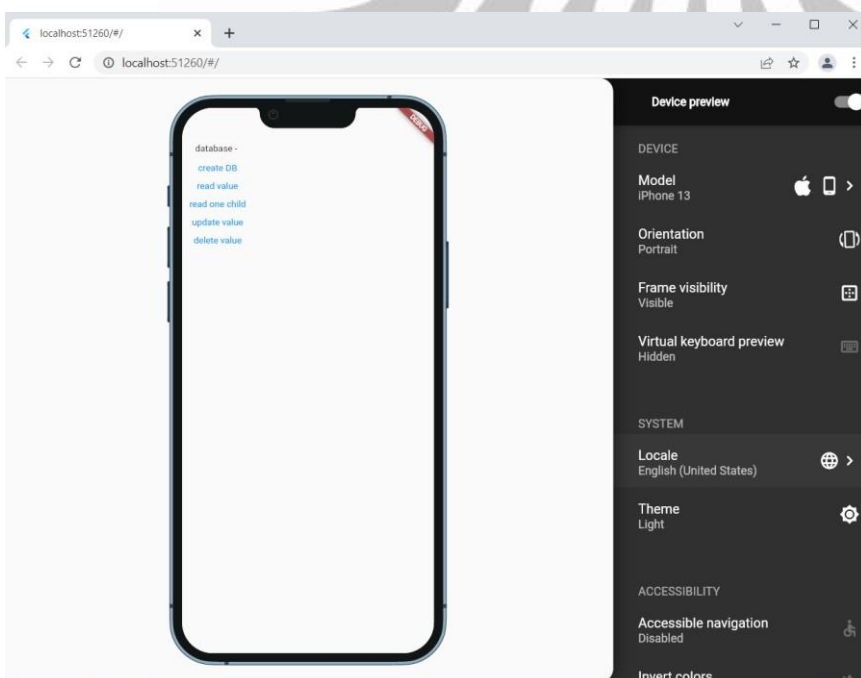 localhost:51260/#/
localhost:51260/#/
DEBUG
database -
create DB
read value
read one child
update value
delete value
Device preview
DEVICE
Model
iPhone 13
Orientation
Portrait
Frame visibility
Visible
Virtual keyboard preview
Hidden
SYSTEM
Locale
English (United States)
Theme
Light
ACCESSIBILITY
Accessible navigation
Disabled
Invert colors